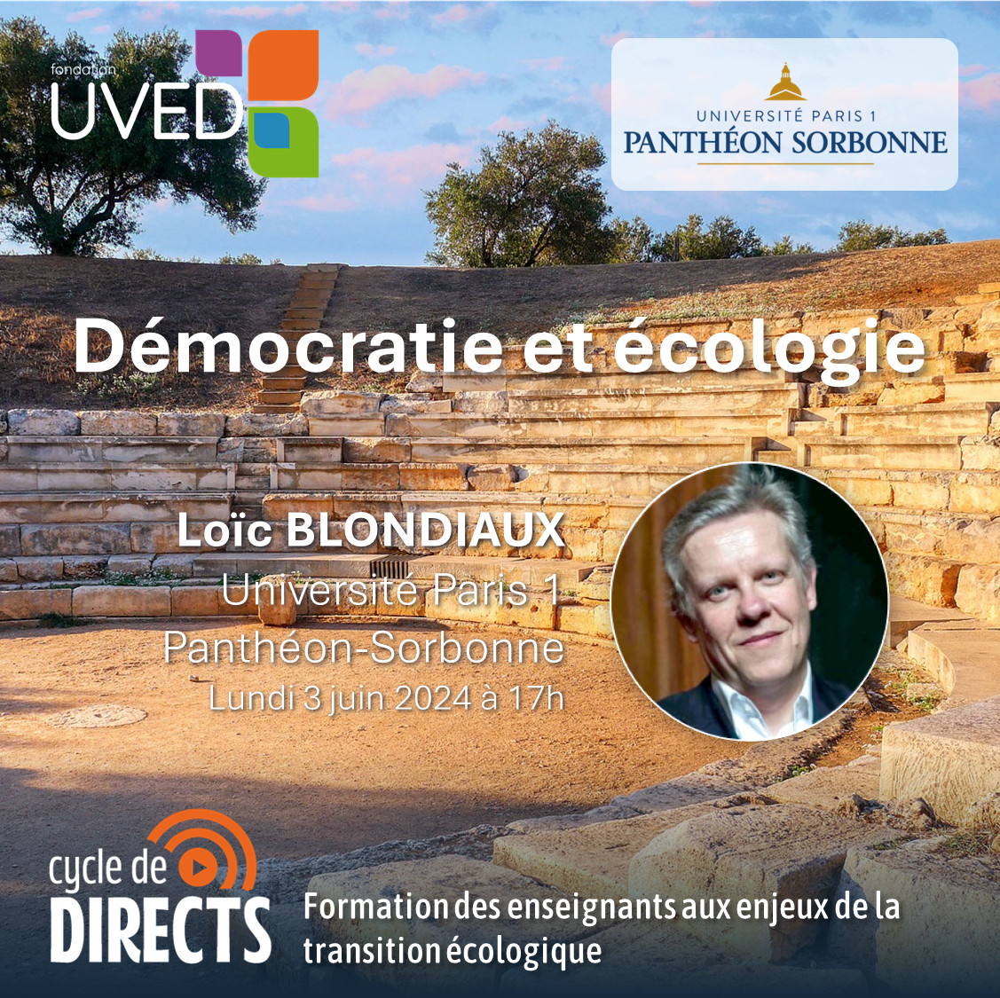 fondation
UVED
UNIVERSITÉ PARIS 1
PANTHÉON SORBONNE
Démocratie et écologie
Loïc BLONDIAUX
Université Paris 1
Panthéon-Sorbonne
Lundi 3 juin 2024 à 17h
cycle de
DIRECTS
Formation des enseignants aux enjeux de la
transition écologique